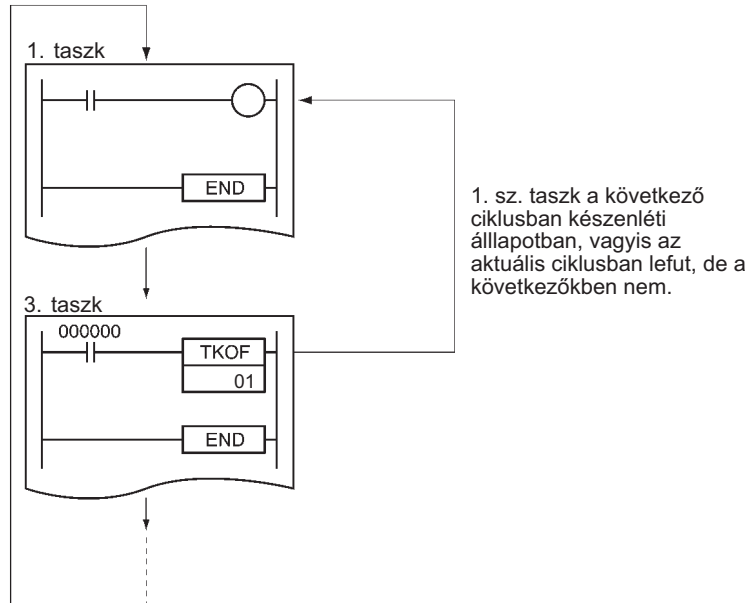 1. taszk
END
1. sz. taszk a következő
ciklusban készenléti
álllapotban, vagyis az
aktuális ciklusban lefut, de a
következőkben nem.
3. taszk
000000
TKOF
01
END